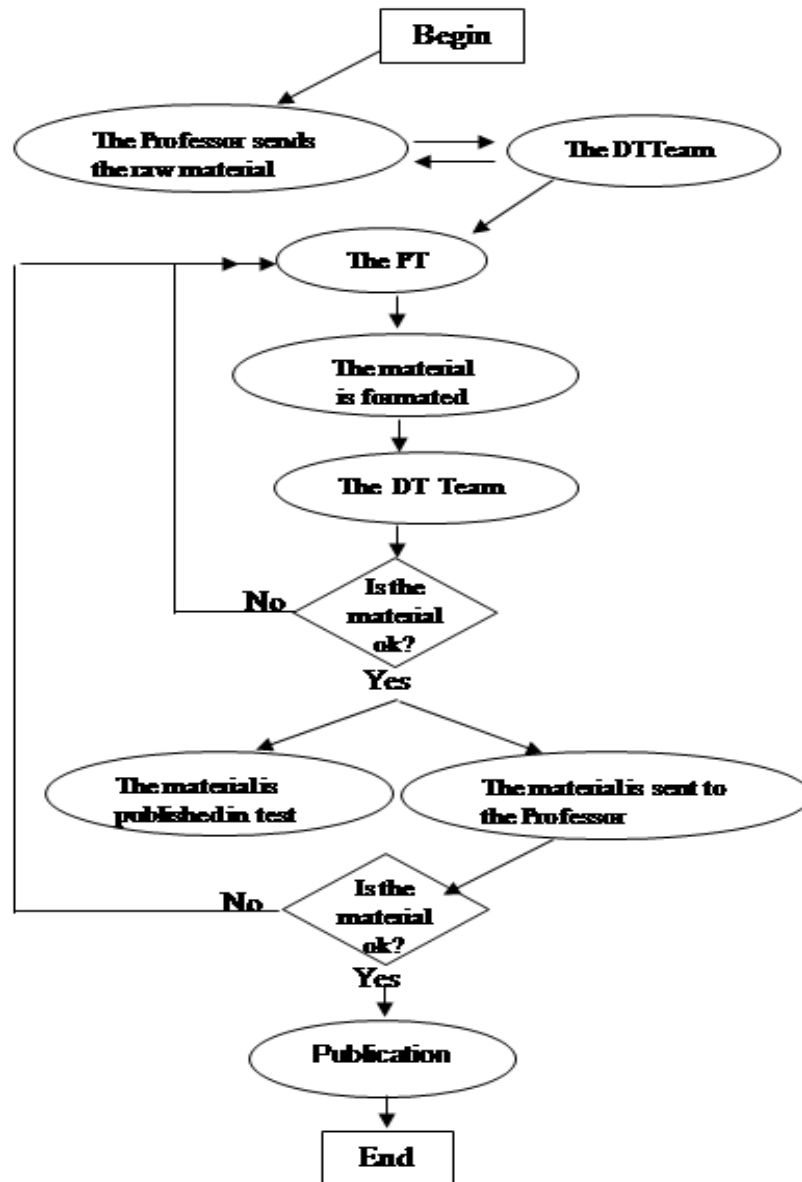 Begin
The Professor sends
the raw material
The DT Team
The PT
The material
is formated
The DT Team
Is the
material
ok?
No
Yes
The material is
published in test
The material is sent to
the Professor
Is the
material
ok?
No
Yes
Publication
End